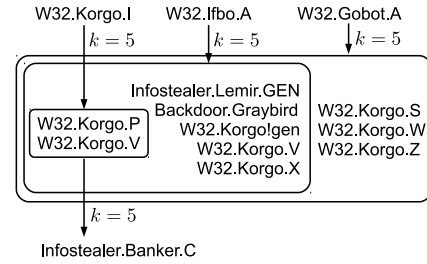 W32.Korgo.I W32.Ifbo.A W32.Gobot.A
k = 5 k = 5 k = 5
Infostealer.Lemir.GEN
Backdoor.Graybird
W32.Korgo!gen
W32.Korgo.V
W32.Korgo.X
W32.Korgo.P
W32.Korgo.V
W32.Korgo.S
W32.Korgo.W
W32.Korgo.Z
k = 5
Infostealer.Banker.C